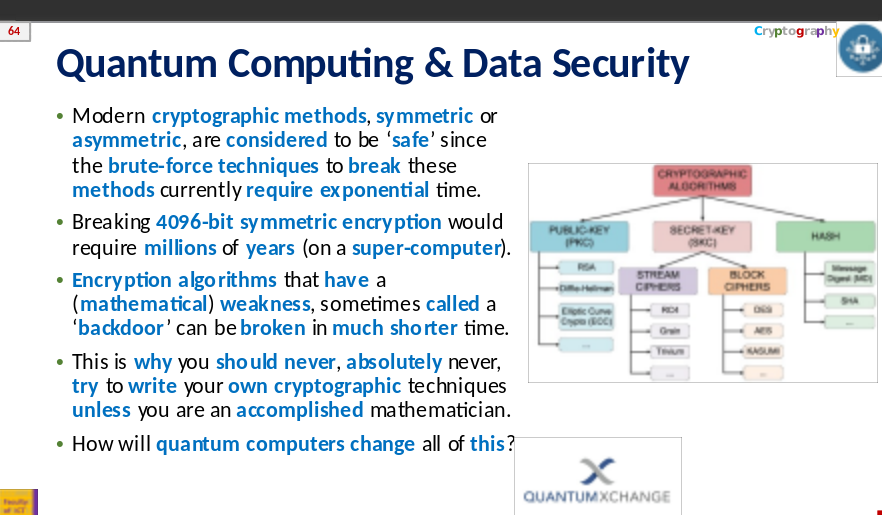 64
Cryptography
Quantum Computing & Data Security
• Modern cryptographic methods, symmetric or
asymmetric, are considered to be ‘safe’ since
the brute-force techniques to break these
methods currently require exponential time.
• Breaking 4096-bit symmetric encryption would
require millions of years (on a super-computer).
• Encryption algorithms that have a
(mathematical) weakness, sometimes called a
‘backdoor’ can be broken in much shorter time.
• This is why you should never, absolutely never,
try to write your own cryptographic techniques
unless you are an accomplished mathematician.
• How will quantum computers change all of this?
CRYPTOGRAPHIC
ALGORITHMS
PUBLIC-KEY
(PKC)
SECRET-KEY
(SKC)
HASH
RSA
Diffie-Hellman
Elliptic Curve
Crypto (ECC)
...
STREAM
CIPHERS
RC4
Grain
Trivium
...
BLOCK
CIPHERS
DES
AES
KASUMI
...
Message
Digest (MD)
SHA
...
QUANTUMXCHANGE
Faculty
of ICT